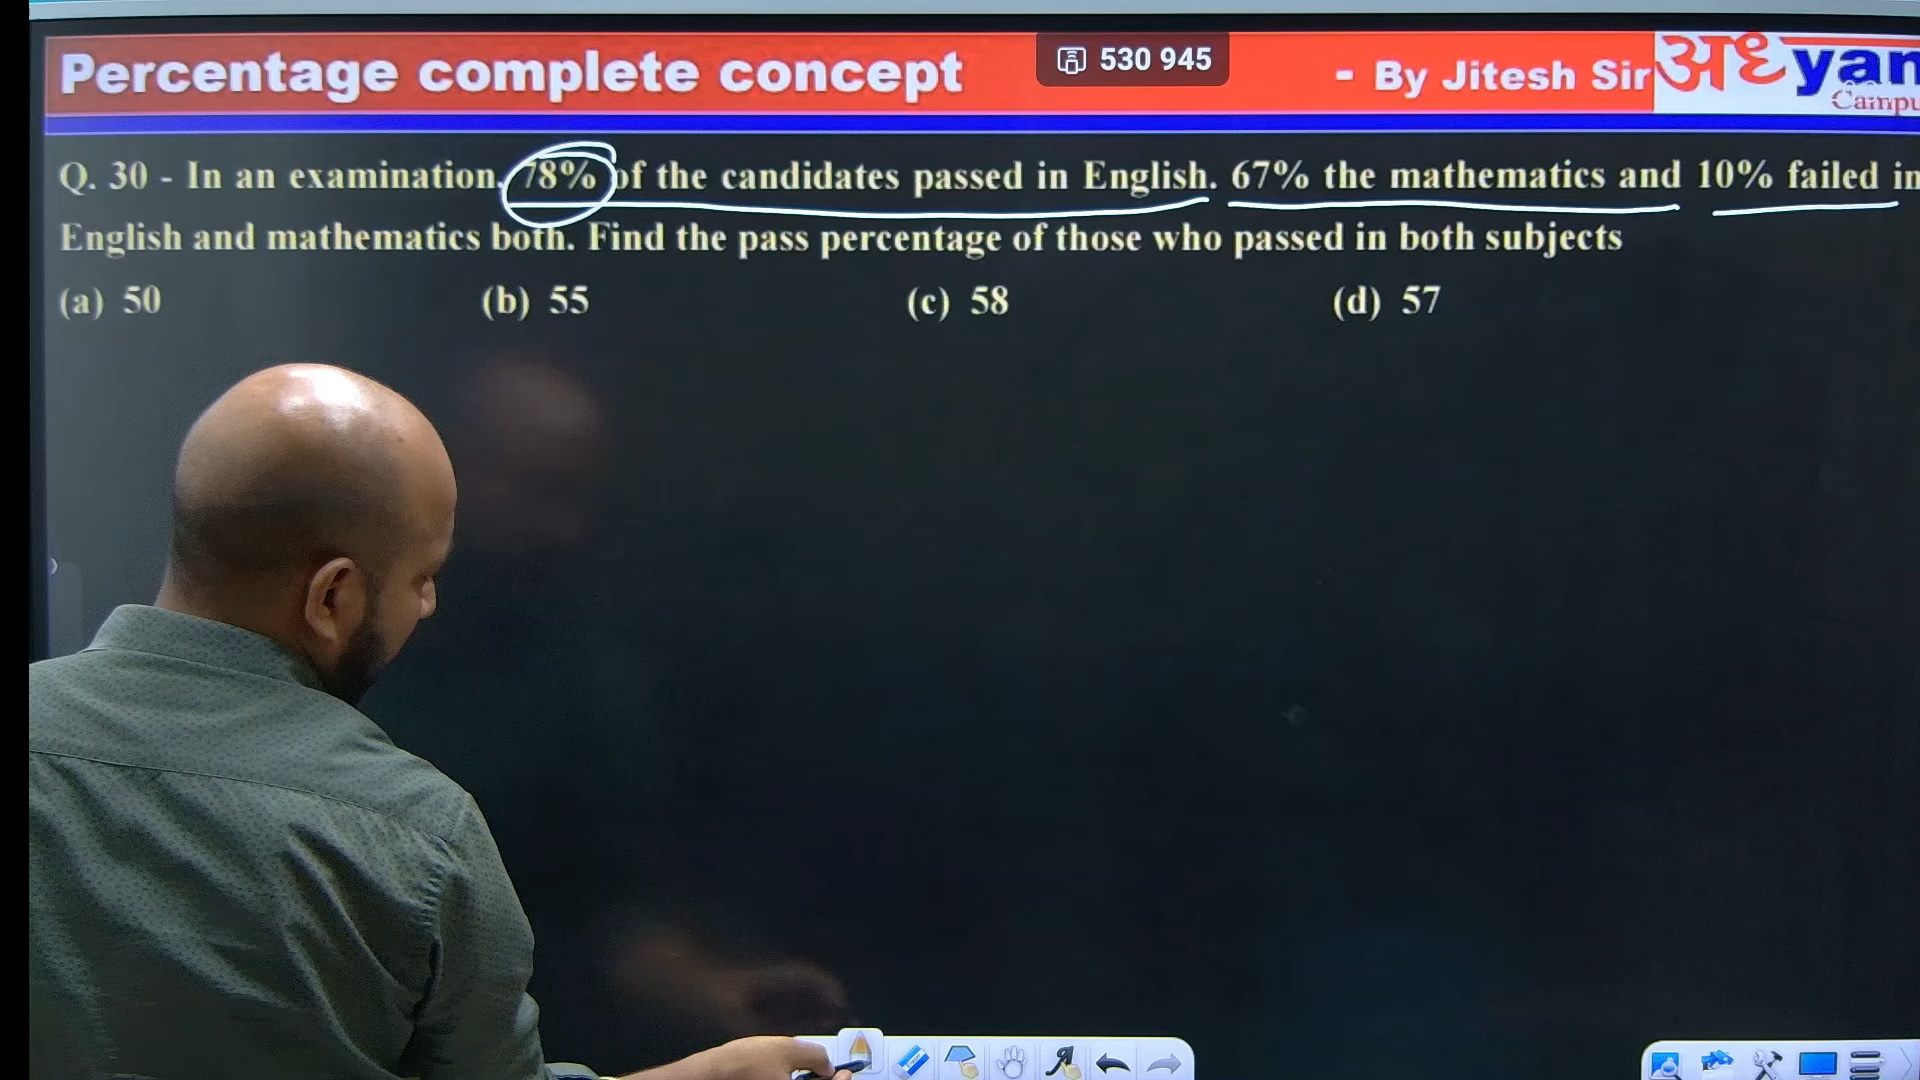 Percentage complete concept
530 945
- By Jitesh Sir
अध्yan
Campu
Q. 30 - In an examination. 78% of the candidates passed in English. 67% the mathematics and 10% failed in
English and mathematics both. Find the pass percentage of those who passed in both subjects
(a) 50 (b) 55 (c) 58 (d) 57